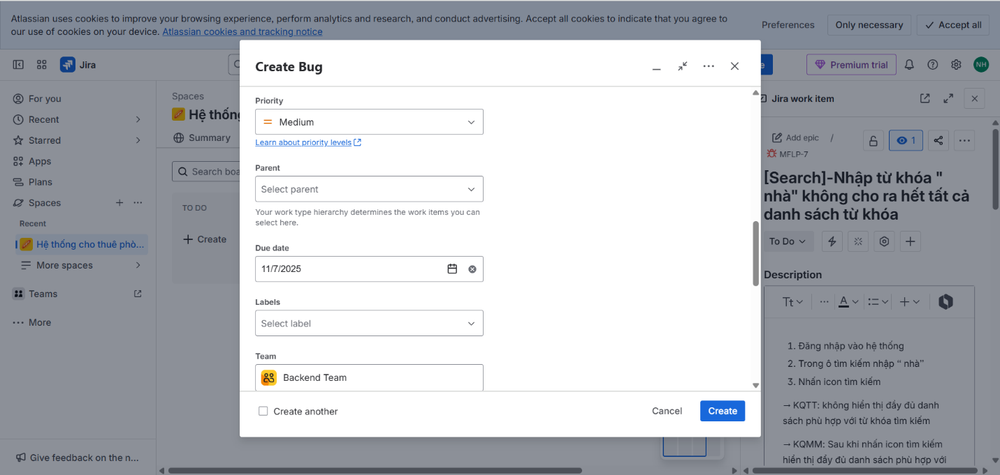 Atlassian uses cookies to improve your browsing experience, perform analytics and research, and conduct advertising. Accept all cookies to indicate that you agree to
our use of cookies on your device. Atlassian cookies and tracking notice
Preferences
Only necessary
Accept all
Jira
Premium trial
NH
For you
Recent
Starred
Apps
Plans
Spaces
Recent
Hệ thống cho thuê phò...
More spaces
Teams
More
Give feedback on the n...
Spaces
Hệ thống
Summary
Search boa
TO DO
Create
Create Bug
Priority
Medium
Learn about priority levels
Parent
Select parent
Your work type hierarchy determines the work items you can
select here.
Due date
11/7/2025
Labels
Select label
Team
Backend Team
Create another
Cancel
Create
Jira work item
Add epic /
1
MFLP-7
[Search]-Nhập từ khóa "
nhà" không cho ra hết tất cả
danh sách từ khóa
To Do
Description
Tt
A
1. Đăng nhập vào hệ thống
2. Trong ô tìm kiếm nhập “ nhà”
3. Nhấn icon tìm kiếm
→ KQTT: không hiển thị đầy đủ danh
sách phù hợp với từ khóa tìm kiếm
→ KQMM: Sau khi nhấn icon tìm kiếm
hiển thị đầy đủ danh sách phù hợp với